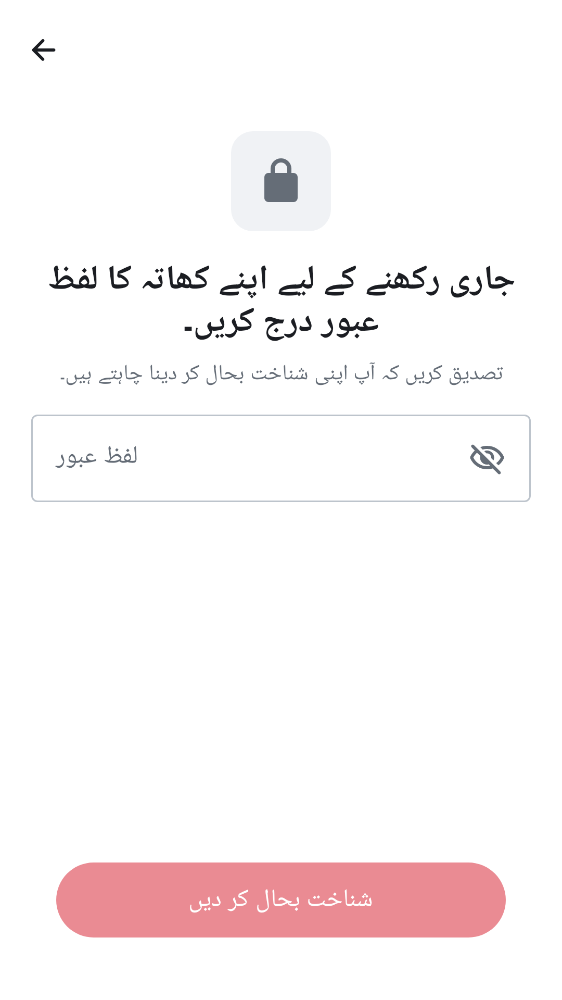 جاری رکھنے کے لیے اپنے کھاتہ کا لفظ
عبور درج کریں۔
تصدیق کریں کہ آپ اپنی شناخت بحال کر دینا چاہتے ہیں۔
لفظ عبور
شناخت بحال کر دیں